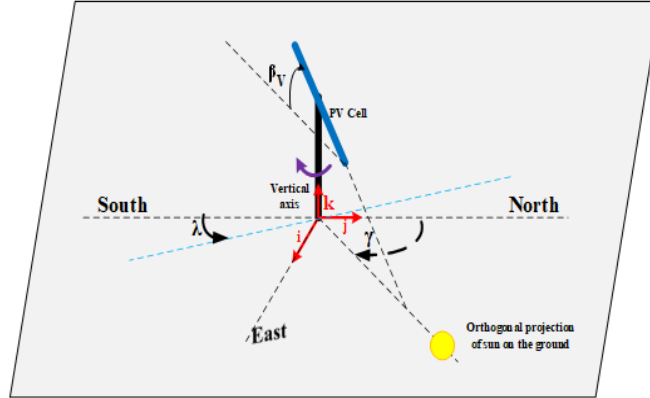 βV
PV Cell
Vertical
axis
k
South
North
λ
i
j
γ
East
Orthogonal projection
of sun on the ground